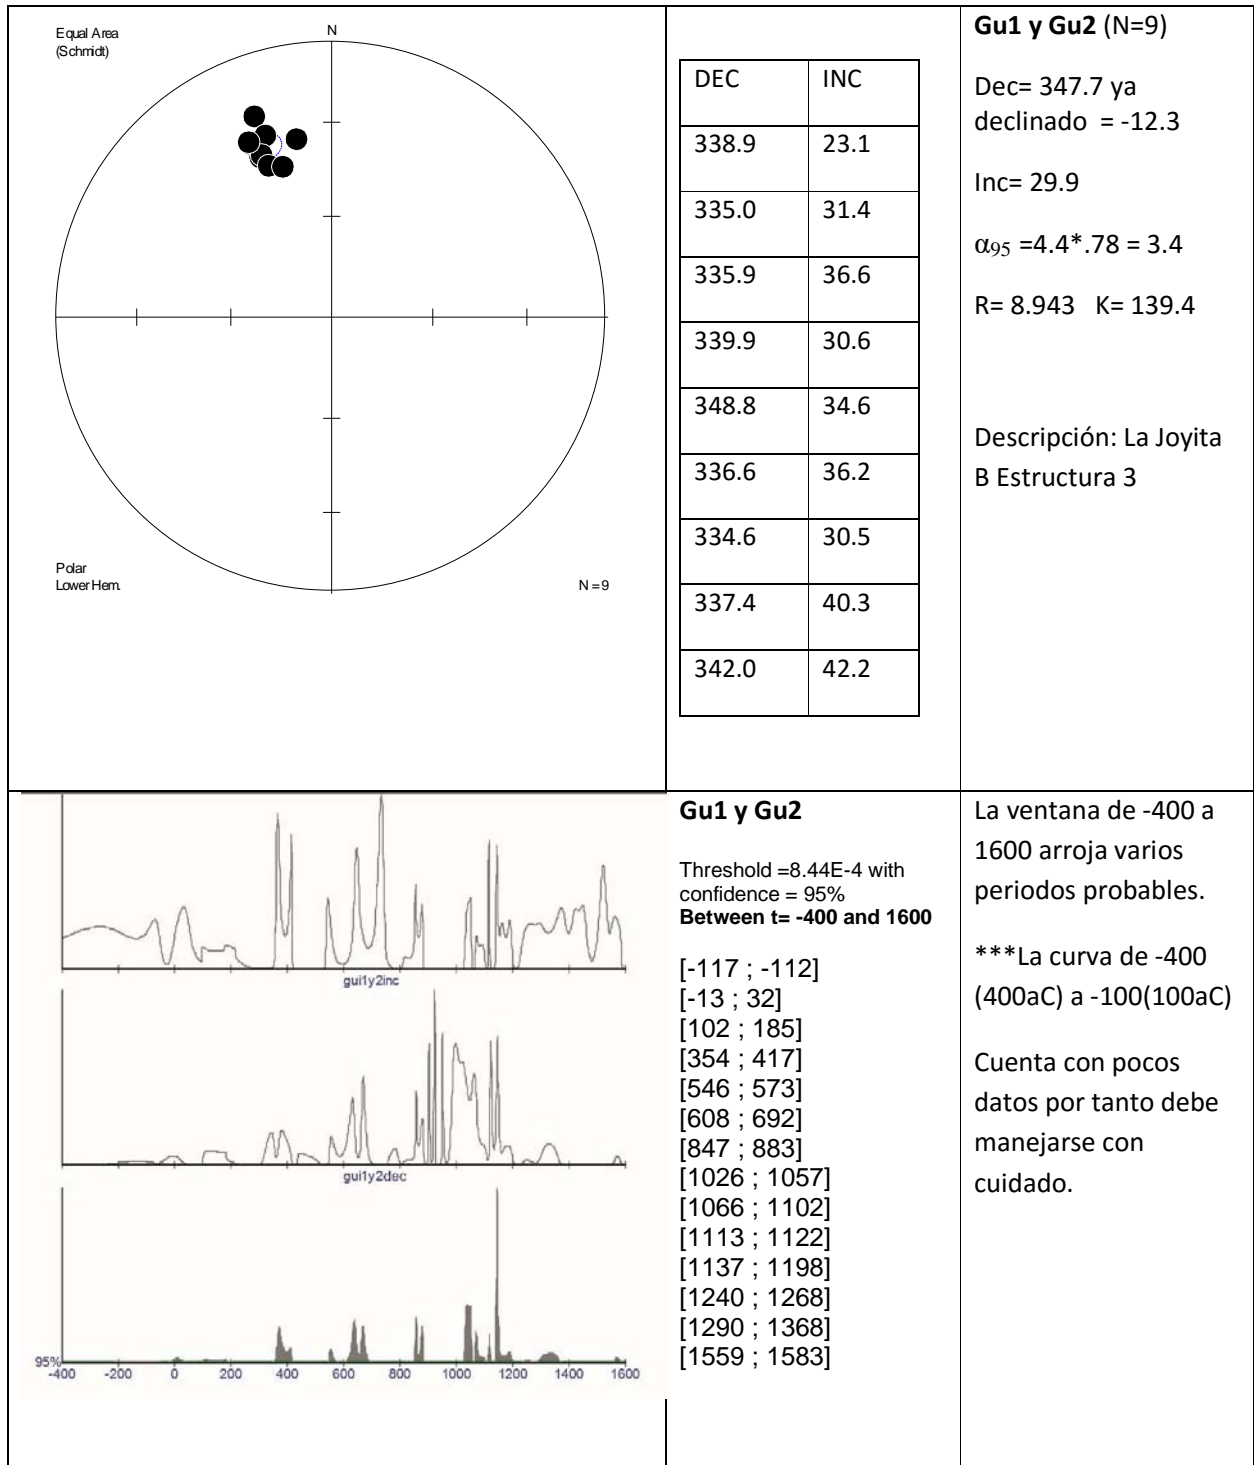 Equal Area
(Schmidt)
N
Polar
Lower Hem.
N=9
DEC INC
338.9 23.1
335.0 31.4
335.9 36.6
339.9 30.6
348.8 34.6
336.6 36.2
334.6 30.5
337.4 40.3
342.0 42.2
Gu1 y Gu2 (N=9)
Dec= 347.7 ya
declinado = -12.3
Inc= 29.9
α95 =4.4*.78 = 3.4
R= 8.943 K= 139.4
Descripción: La Joyita
B Estructura 3
gui1y2inc
gui1y2dec
95%
-400 -200 0 200 400 600 800 1000 1200 1400 1600
Gu1 y Gu2
Threshold =8.44E-4 with
confidence = 95%
Between t= -400 and 1600
[-117 ; -112]
[-13 ; 32]
[102 ; 185]
[354 ; 417]
[546 ; 573]
[608 ; 692]
[847 ; 883]
[1026 ; 1057]
[1066 ; 1102]
[1113 ; 1122]
[1137 ; 1198]
[1240 ; 1268]
[1290 ; 1368]
[1559 ; 1583]
La ventana de -400 a
1600 arroja varios
periodos probables.
***La curva de -400
(400aC) a -100(100aC)
Cuenta con pocos
datos por tanto debe
manejarse con
cuidado.